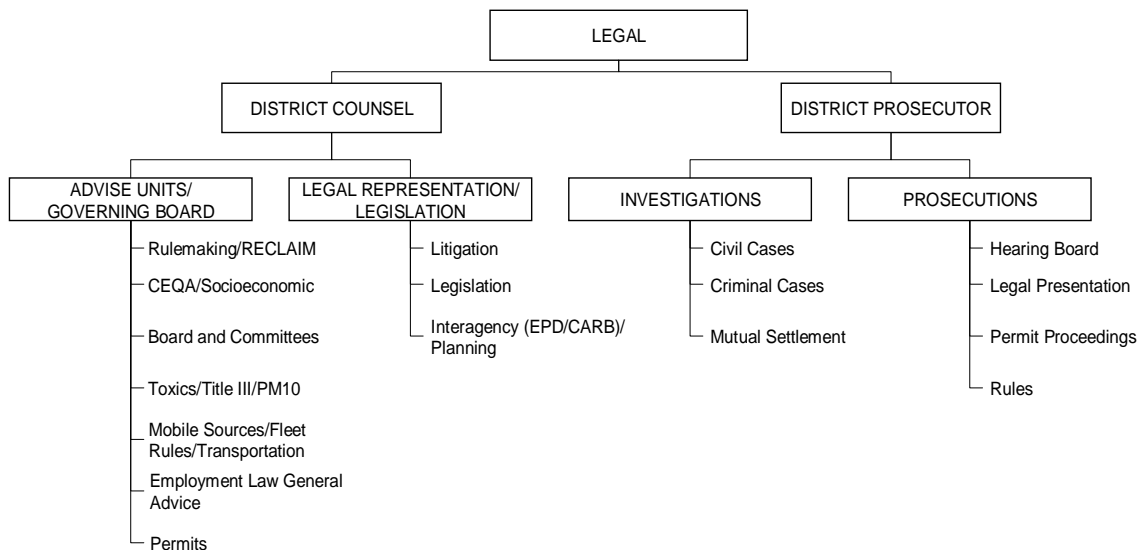 LEGAL
DISTRICT COUNSEL
DISTRICT PROSECUTOR
ADVISE UNITS/
GOVERNING BOARD
LEGAL REPRESENTATION/
LEGISLATION
INVESTIGATIONS
PROSECUTIONS
Rulemaking/RECLAIM
CEQA/Socioeconomic
Board and Committees
Toxics/Title III/PM10
Mobile Sources/Fleet
Rules/Transportation
Employment Law General
Advice
Permits
Litigation
Legislation
Interagency (EPD/CARB)/
Planning
Civil Cases
Criminal Cases
Mutual Settlement
Hearing Board
Legal Presentation
Permit Proceedings
Rules